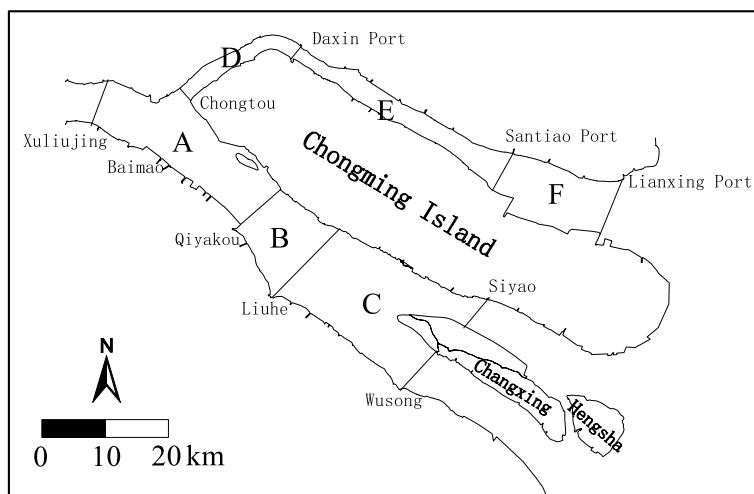 D
Daxin Port
Chongtou
E
Xuliujing
A
Santiao Port
Baimao
Chongming Island
F
Lianxing Port
Qiyakou
B
Siyao
Liuhe
C
N
Changxing
Wusong
Hengsha
0 10 20 km